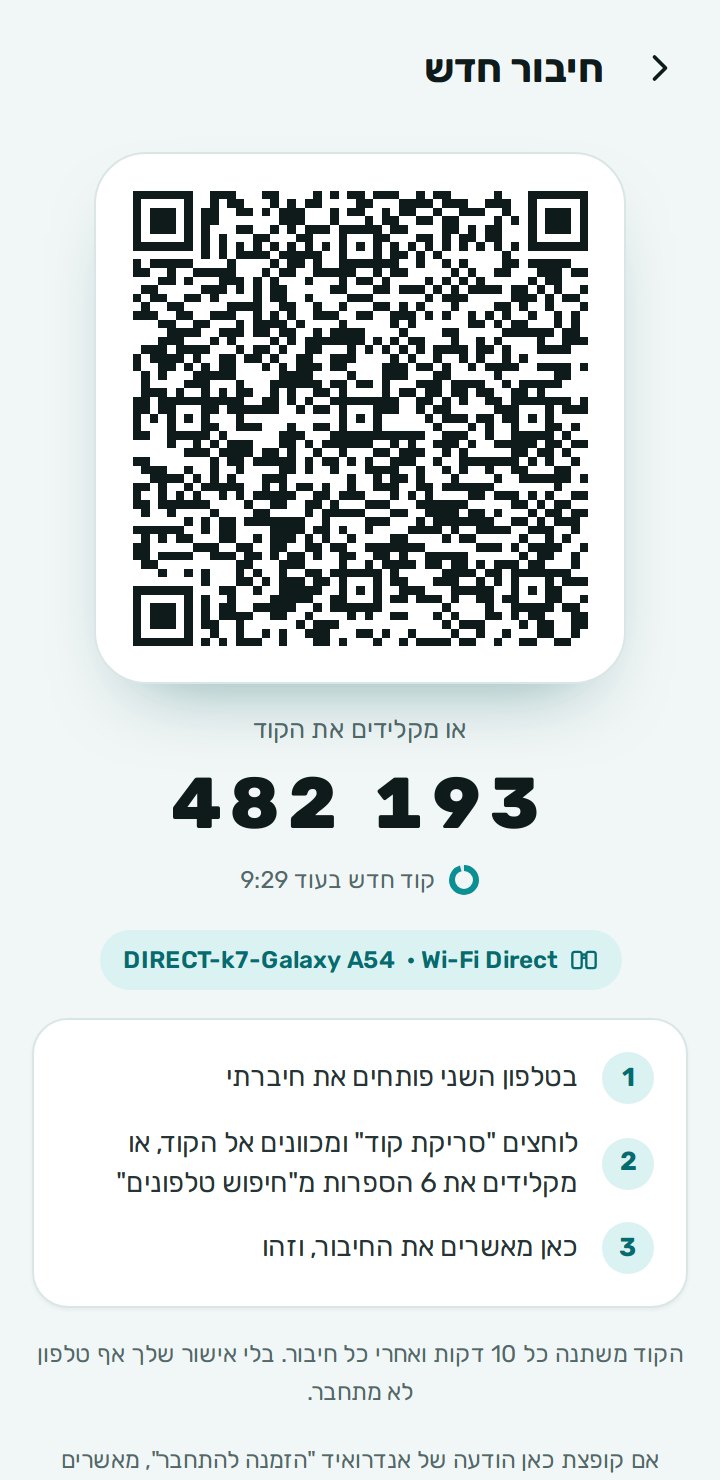 חיבור חדש
או מקלידים את הקוד
482 193
קוד חדש בעוד 9:29
DIRECT-k7-Galaxy A54 • Wi-Fi Direct
1 בטלפון השני פותחים את חיברתי
2 לוחצים "סריקת קוד" ומכוונים אל הקוד, או
מקלידים את 6 הספרות מ"חיפוש טלפונים"
3 כאן מאשרים את החיבור, וזהו
הקוד משתנה כל 10 דקות ואחרי כל חיבור. בלי אישור שלך אף טלפון
לא מתחבר.
אם קופצת כאן הודעה של אנדרואיד "הזמנה להתחבר", מאשרים